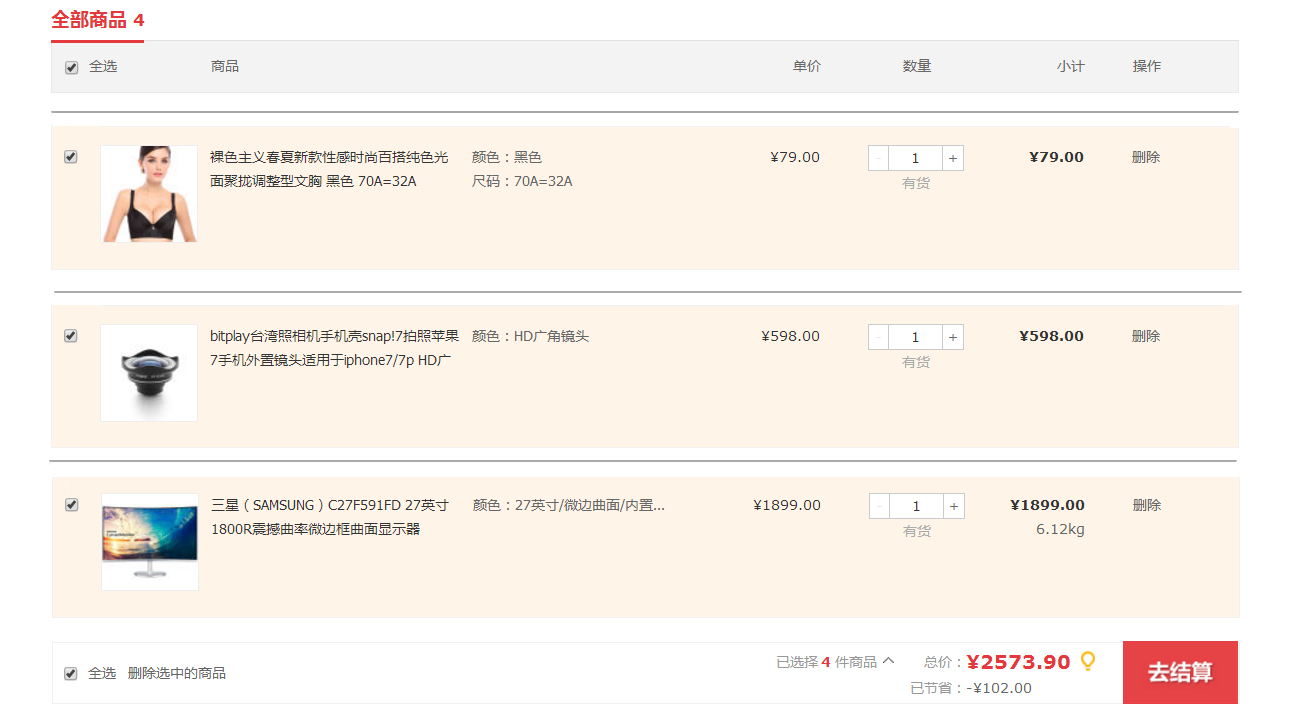 全部商品 4
全选 商品 单价 数量 小计 操作
裸色主义春夏新款性感时尚百搭纯色光 颜色：黑色 ¥79.00 - 1 + ¥79.00 删除
面聚拢调整型文胸 黑色 70A=32A 尺码：70A=32A 有货
bitplay台湾照相机手机壳snap!7拍照苹果 颜色：HD广角镜头 ¥598.00 - 1 + ¥598.00 删除
7手机外置镜头适用于iphone7/7p HD广 有货
三星（SAMSUNG）C27F591FD 27英寸 颜色：27英寸/微边曲面/内置... ¥1899.00 - 1 + ¥1899.00 删除
1800R震撼曲率微边框曲面显示器 有货 6.12kg
全选 删除选中的商品 已选择 4 件商品 总价：¥2573.90 去结算
已节省：-¥102.00